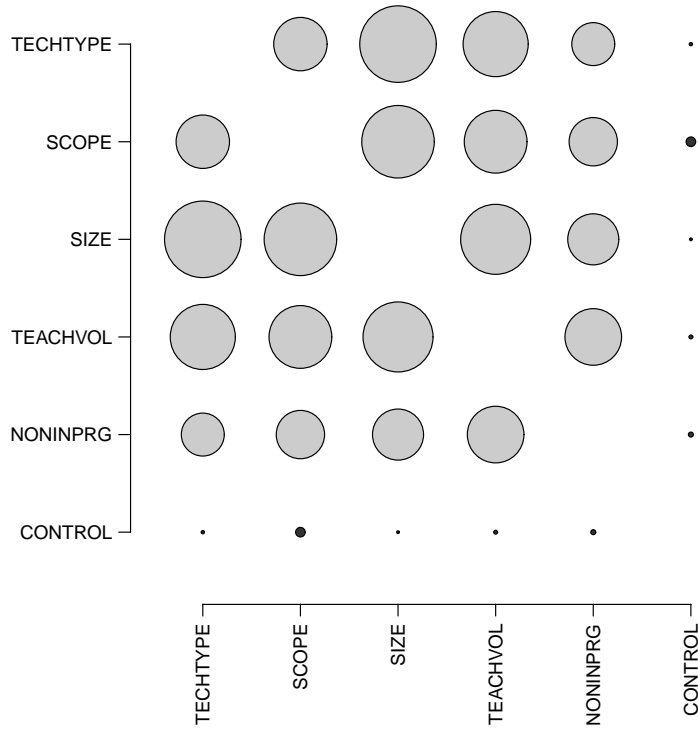 TECHTYPE
SCOPE
SIZE
TEACHVOL
NONINPRG
CONTROL
TECHTYPE
SCOPE
SIZE
TEACHVOL
NONINPRG
CONTROL